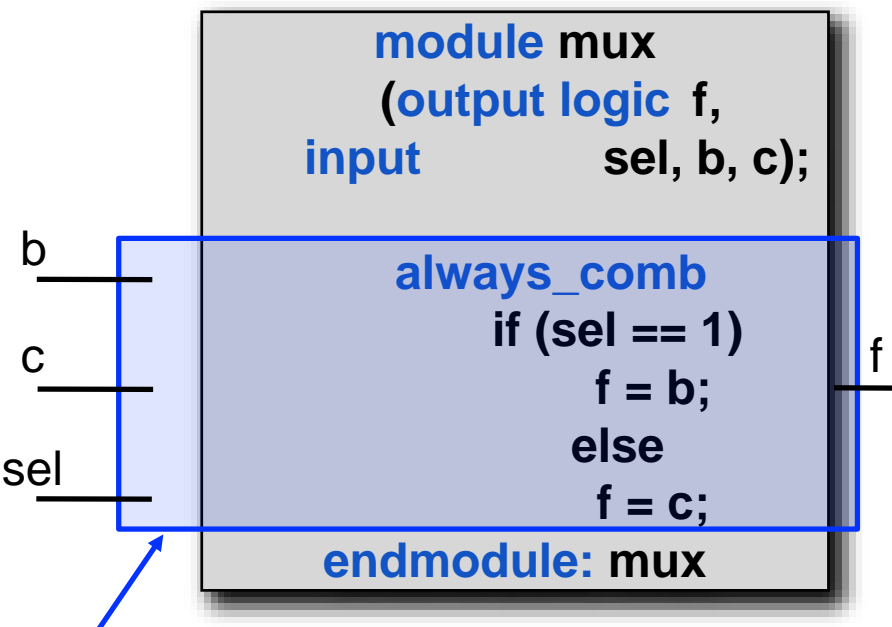 module mux
(output logic f,
input sel, b, c);
b
always_comb
if (sel == 1)
c
f = b;
f
else
sel
f = c;
endmodule: mux